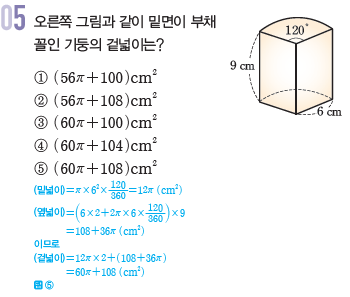 05 오른쪽 그림과 같이 밑면이 부채
꼴인 기둥의 겉넓이는?
① (56π+100)cm²
② (56π+108)cm²
③ (60π+100)cm²
④ (60π+104)cm²
⑤ (60π+108)cm²
120°
9 cm
6 cm
(밑넓이)=π×6²×120/360=12π (cm²)
(옆넓이)=(6×2+2π×6×120/360)×9
=108+36π (cm²)
이므로
(겉넓이)=12π×2+(108+36π)
=60π+108 (cm²)
답 ⑤